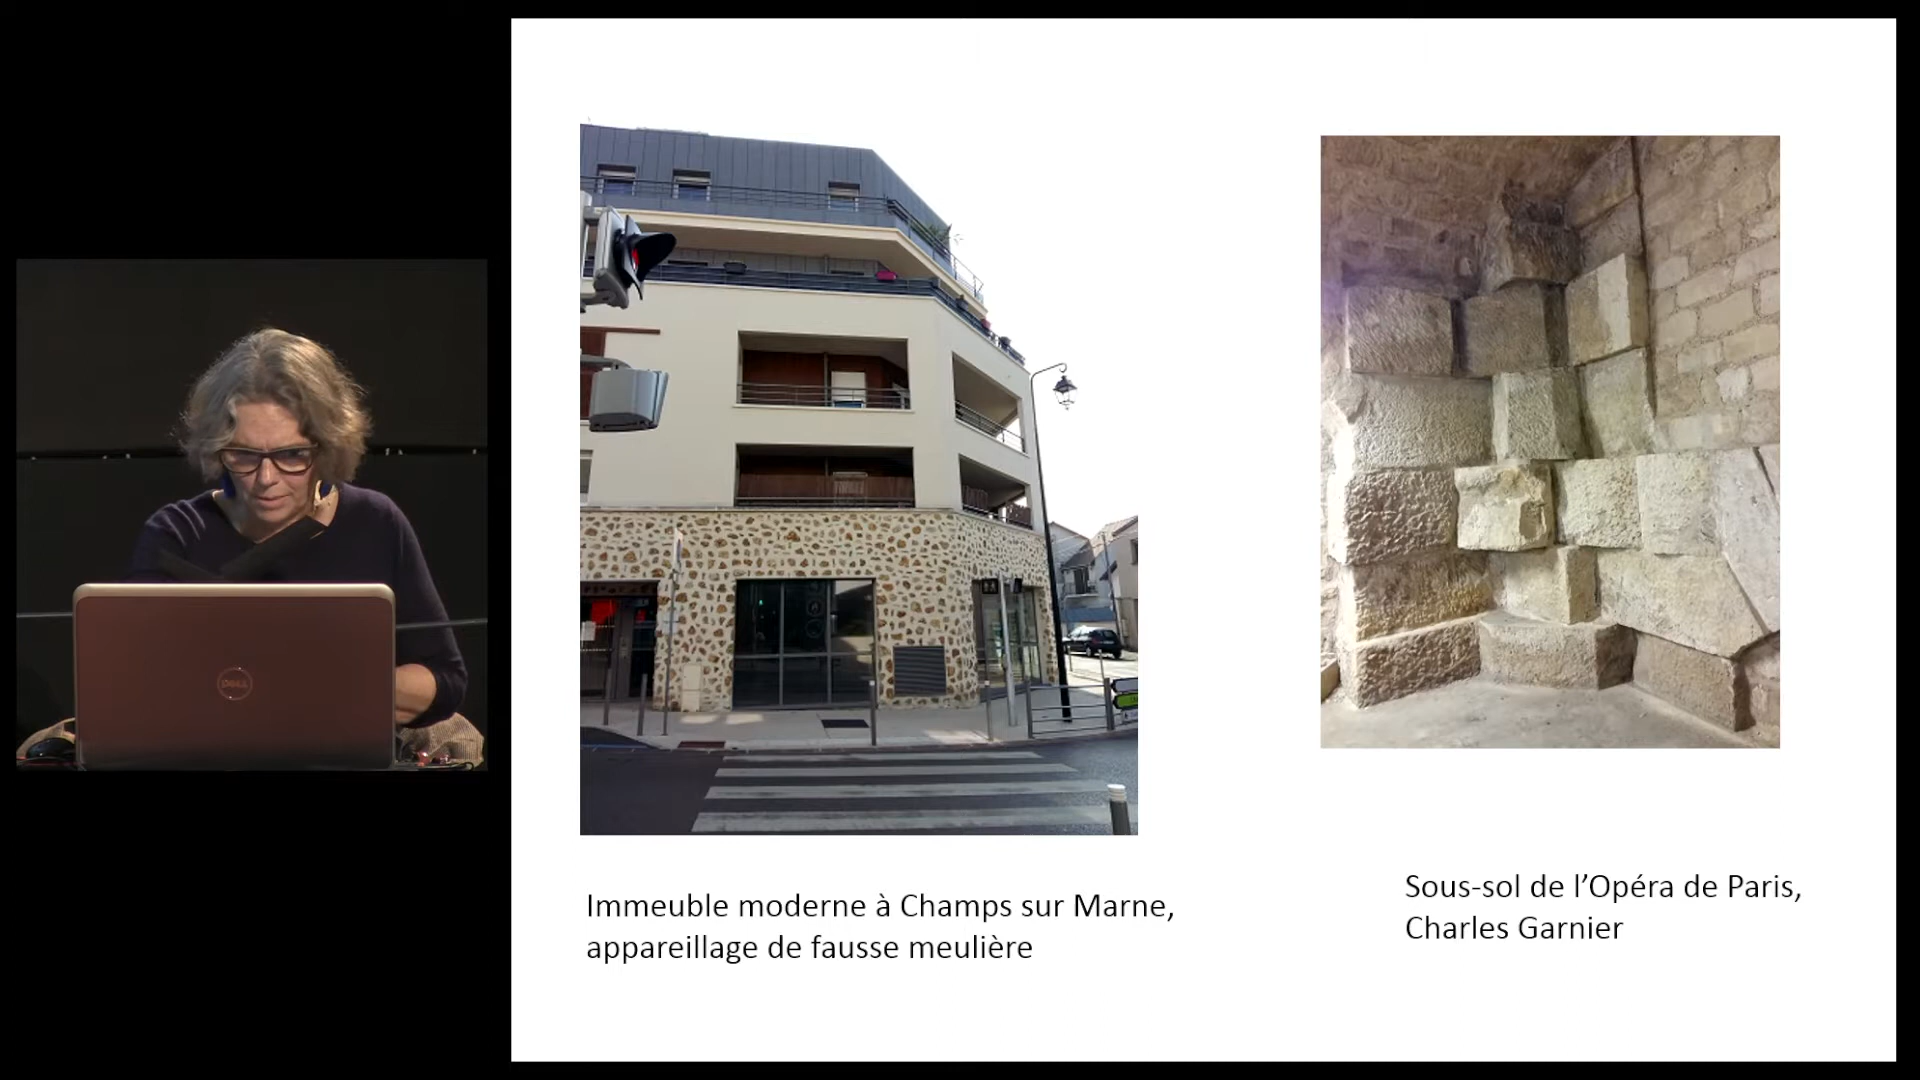 DELL
Immeuble moderne à Champs sur Marne,
appareillage de fausse meulière
Sous-sol de l’Opéra de Paris,
Charles Garnier